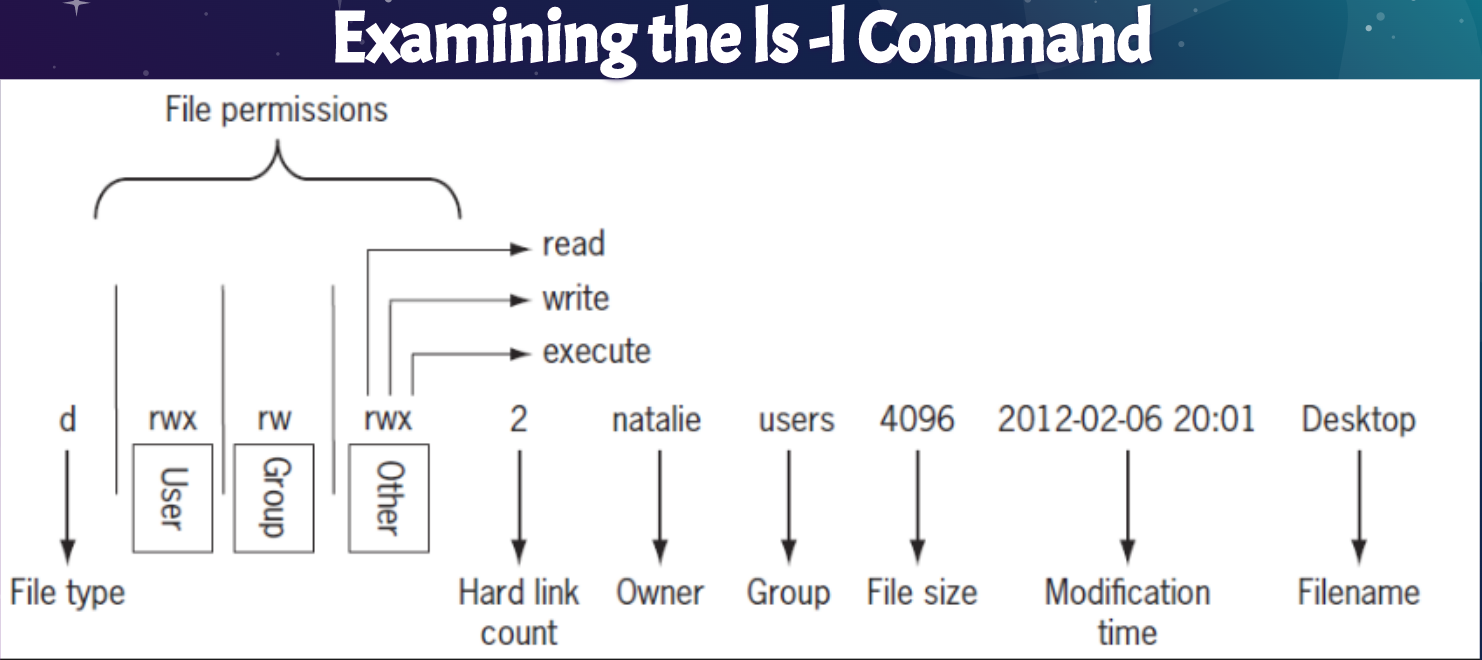 Examining the ls -l Command
File permissions
read
write
execute
d rwx rw rwx 2 natalie users 4096 2012-02-06 20:01 Desktop
User Group Other
File type Hard link count Owner Group File size Modification time Filename